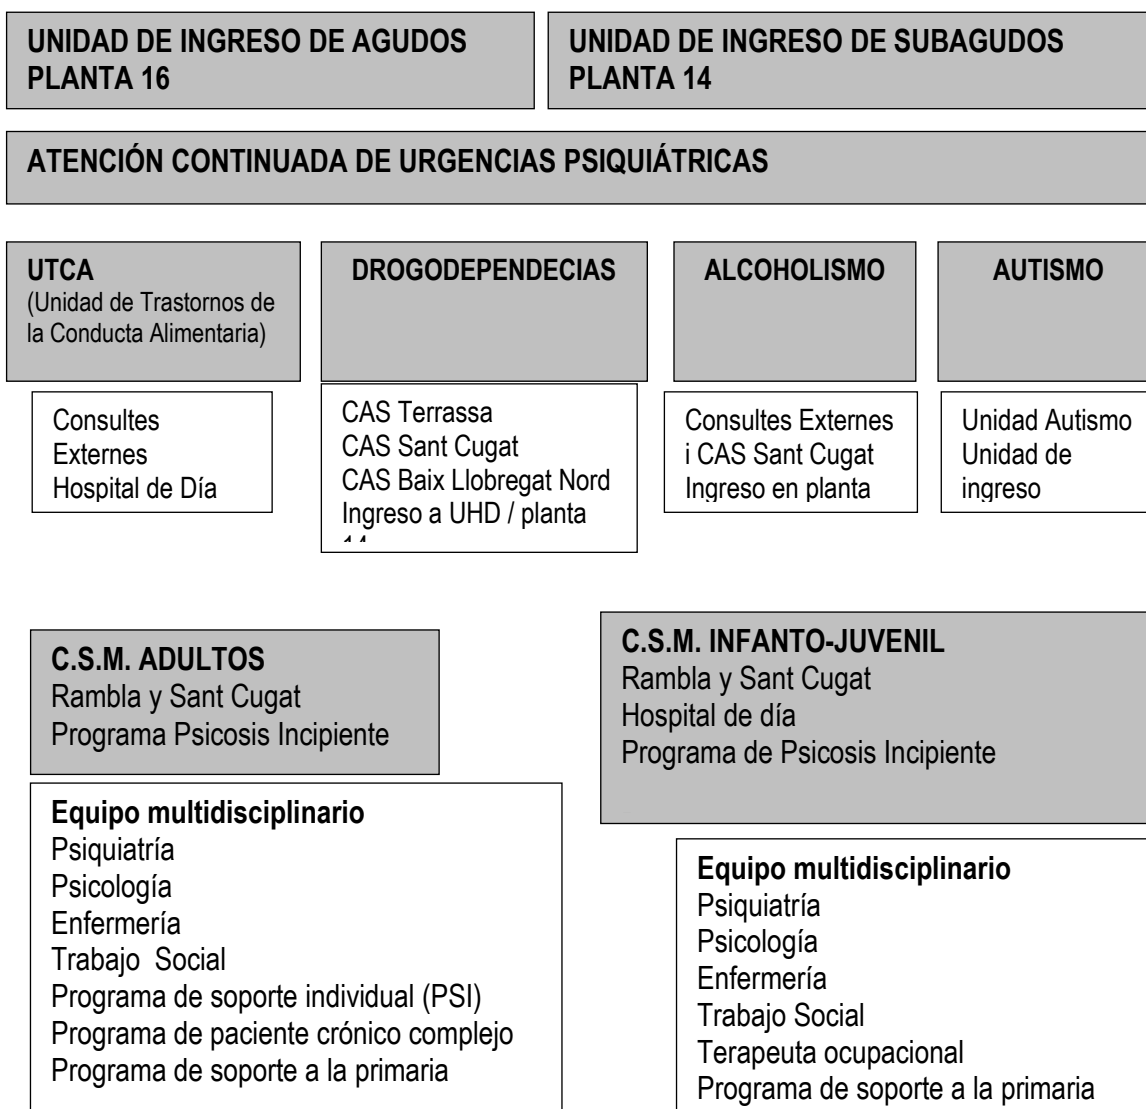 UNIDAD DE INGRESO DE AGUDOS
PLANTA 16
UNIDAD DE INGRESO DE SUBAGUDOS
PLANTA 14
ATENCIÓN CONTINUADA DE URGENCIAS PSIQUIÁTRICAS
UTCA
(Unidad de Trastornos de
la Conducta Alimentaria)
Consultes
Externes
Hospital de Día
DROGODEPENDECIAS
CAS Terrassa
CAS Sant Cugat
CAS Baix Llobregat Nord
Ingreso a UHD / planta
ALCOHOLISMO
Consultes Externes
i CAS Sant Cugat
Ingreso en planta
AUTISMO
Unidad Autismo
Unidad de
ingreso
C.S.M. ADULTOS
Rambla y Sant Cugat
Programa Psicosis Incipiente
Equipo multidisciplinario
Psiquiatría
Psicología
Enfermería
Trabajo Social
Programa de soporte individual (PSI)
Programa de paciente crónico complejo
Programa de soporte a la primaria
C.S.M. INFANTO-JUVENIL
Rambla y Sant Cugat
Hospital de día
Programa de Psicosis Incipiente
Equipo multidisciplinario
Psiquiatría
Psicología
Enfermería
Trabajo Social
Terapeuta ocupacional
Programa de soporte a la primaria